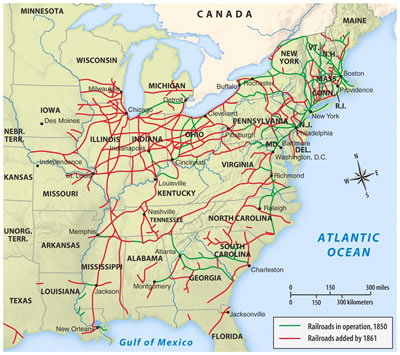 MINNESOTA
CANADA
MAINE
WISCONSIN
MICHIGAN
NEW
YORK
VT.
N.H.
MASS.
CONN.
R.I.
Boston
Providence
Milwaukee
Detroit
Buffalo
Rochester
New York
IOWA
Des Moines
Chicago
Cleveland
PENNSYLVANIA
Pittsburgh
N.J.
Philadelphia
NEBR.
TERR.
ILLINOIS
INDIANA
Indianapolis
OHIO
MD.
Baltimore
DEL.
Washington, D.C.
Independence
St. Louis
Cincinnati
VIRGINIA
Richmond
KANSAS
MISSOURI
Louisville
KENTUCKY
UNORG.
TERR.
Nashville
TENNESSEE
NORTH CAROLINA
Raleigh
ARKANSAS
Memphis
SOUTH
CAROLINA
Atlanta
ATLANTIC
OCEAN
MISSISSIPPI
ALABAMA
GEORGIA
Charleston
Montgomery
TEXAS
LOUISIANA
Jackson
Jacksonville
New Orleans
Gulf of Mexico
FLORIDA
N
S
E
W
0 150 300 miles
0 150 300 kilometers
Railroads in operation, 1850
Railroads added by 1861